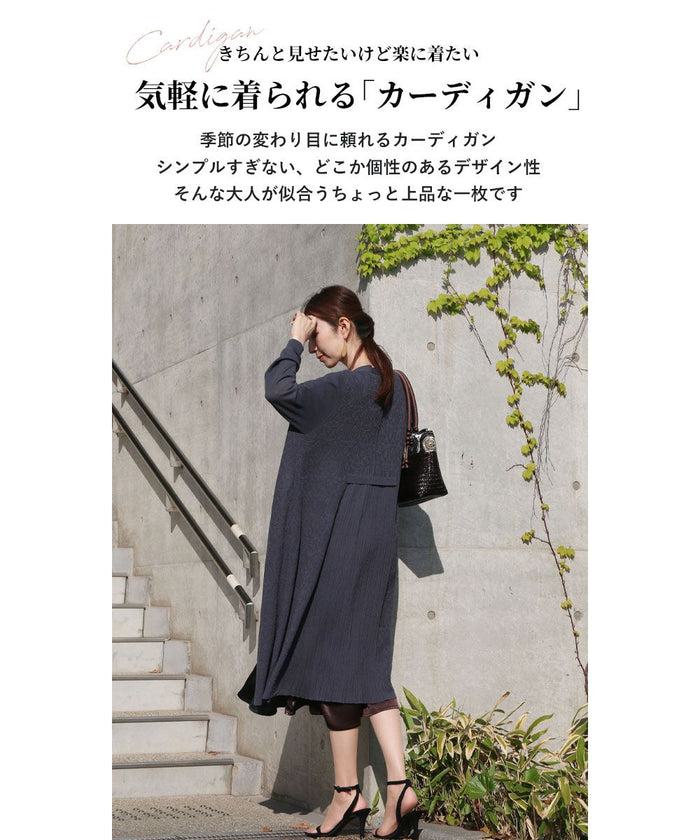 Cardigan
きちんと見せたいけど楽に着たい
気軽に着られる「カーディガン」
季節の変わり目に頼れるカーディガン
シンプルすぎない、どこか個性のあるデザイン性
そんな大人が似合うちょっと上品な一枚です